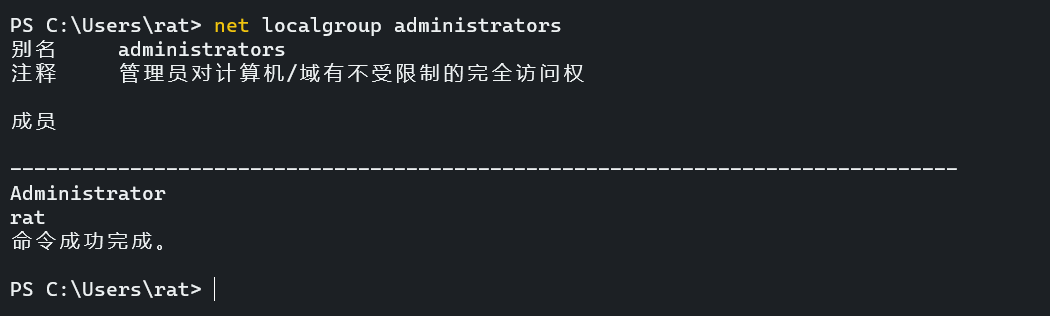 PS C:\Users\rat> net localgroup administrators
别名     administrators
注释     管理员对计算机/域有不受限制的完全访问权
成员
-------------------------------------------------------------------------------
Administrator
rat
命令成功完成。
PS C:\Users\rat>